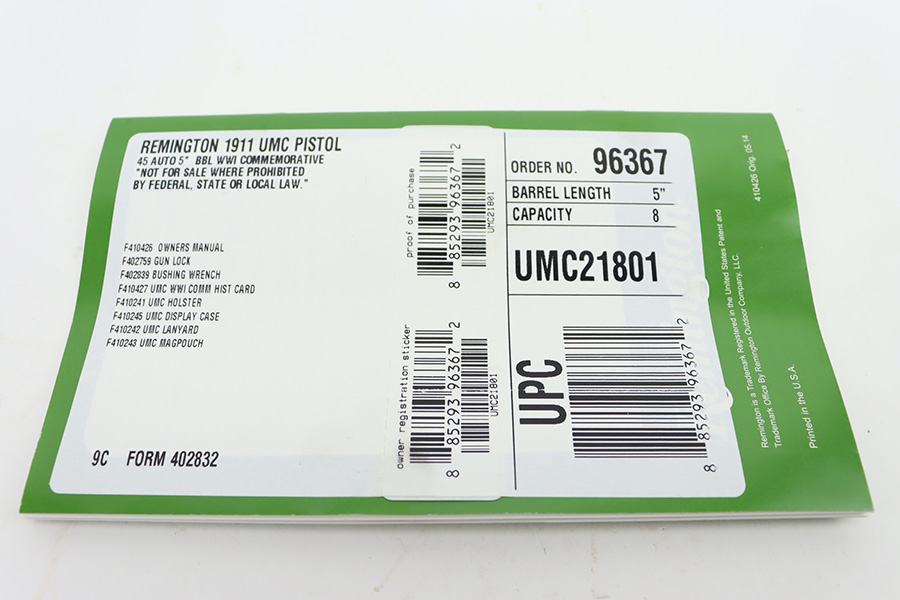 REMINGTON 1911 UMC PISTOL
45 AUTO 5" BBL WWI COMMEMORATIVE
"NOT FOR SALE WHERE PROHIBITED
BY FEDERAL, STATE OR LOCAL LAW."
F410426 OWNERS MANUAL
F402759 GUN LOCK
F402839 BUSHING WRENCH
F410427 UMC WWI COMM HIST CARD
F410241 UMC HOLSTER
F410245 UMC DISPLAY CASE
F410242 UMC LANYARD
F410243 UMC MAGPOUCH
9C FORM 402832
proof of purchase
8 85293 96367 2
UMC21801
owner registration sticker
8 85293 96367 2
UMC21801
ORDER NO. 96367
BARREL LENGTH 5"
CAPACITY 8
UMC21801
UPC
8 85293 96367 2
Remington is a Trademark Registered in the United States Patent and
Trademark Office By Remington Outdoor Company, LLC.
Printed in the U.S.A.
410426 Orig. 05.14